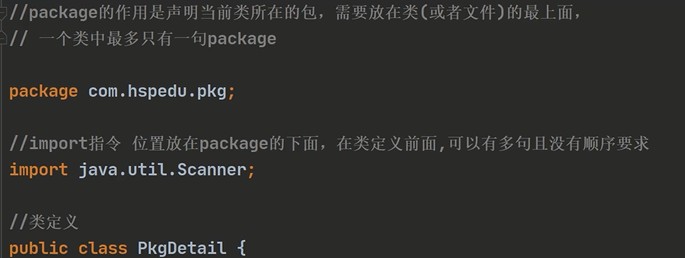 //package的作用是声明当前类所在的包，需要放在类(或者文件)的最上面，
// 一个类中最多只有一句package
package com.hspedu.pkg;
//import指令 位置放在package的下面，在类定义前面,可以有多句且没有顺序要求
import java.util.Scanner;
//类定义
public class PkgDetail {